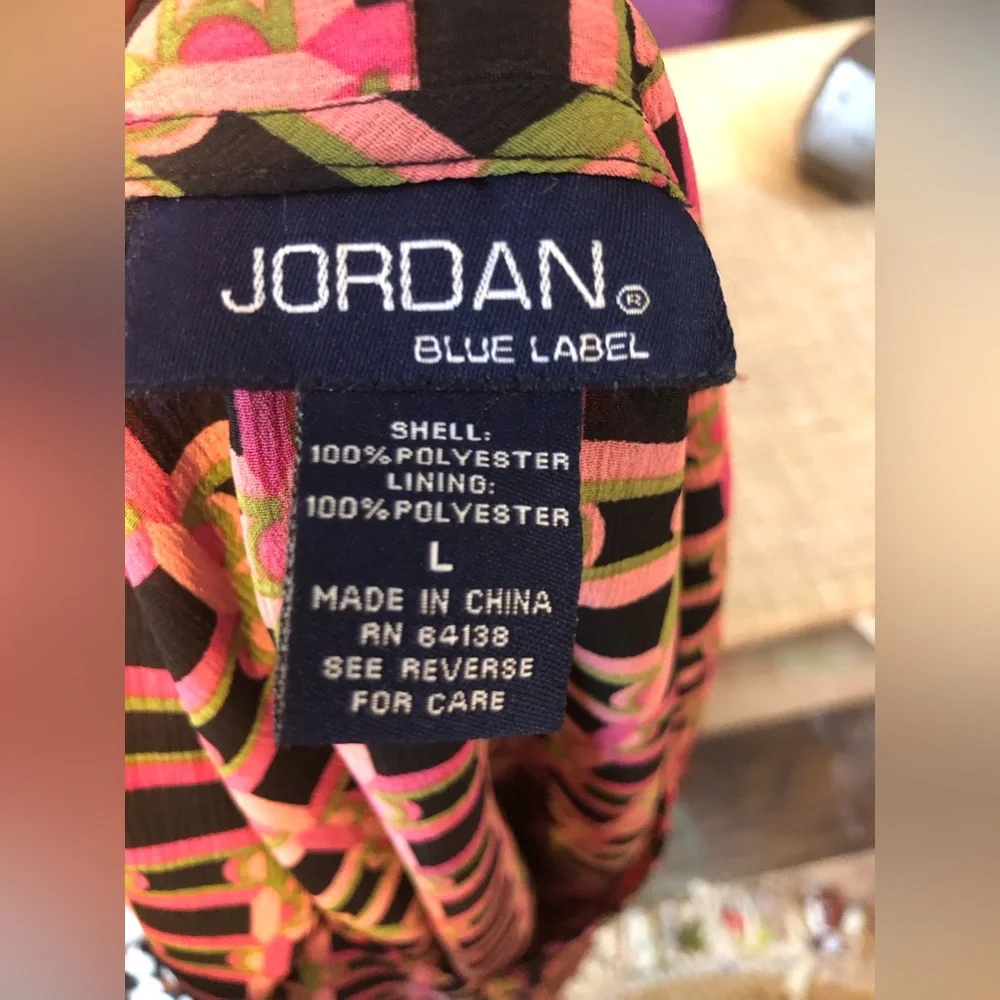 JORDAN®
BLUE LABEL
SHELL:
100%POLYESTER
LINING:
100%POLYESTER
L
MADE IN CHINA
RN 64138
SEE REVERSE
FOR CARE